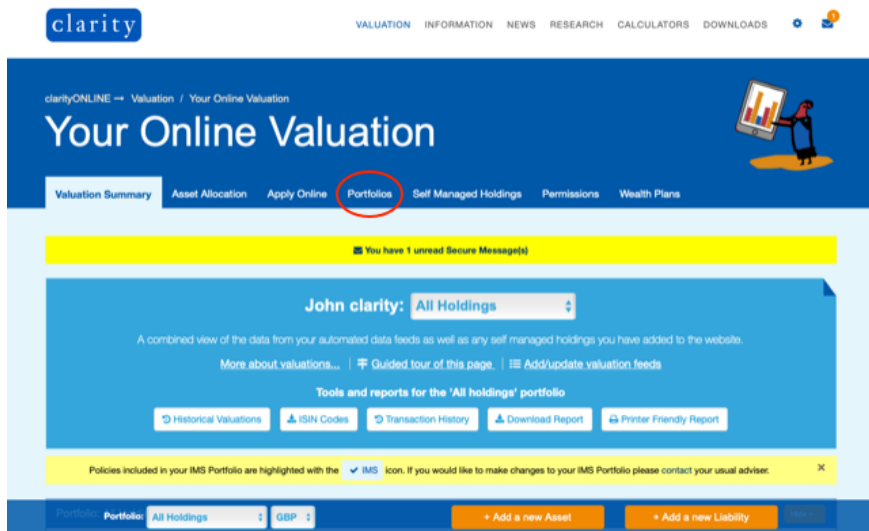 clarity
VALUATION INFORMATION NEWS RESEARCH CALCULATORS DOWNLOADS 1
clarityONLINE → Valuation / Your Online Valuation
Your Online Valuation
Valuation Summary Asset Allocation Apply Online Portfolios Self Managed Holdings Permissions Wealth Plans
You have 1 unread Secure Message(s)
John clarity: All Holdings
A combined view of the data from your automated data feeds as well as any self managed holdings you have added to the website.
More about valuations... | Guided tour of this page | Add/update valuation feeds
Tools and reports for the 'All holdings' portfolio
Historical Valuations ISIN Codes Transaction History Download Report Printer Friendly Report
Policies included in your IMS Portfolio are highlighted with the ✓ IMS icon. If you would like to make changes to your IMS Portfolio please contact your usual adviser. ×
Portfolio Portfolio: All Holdings GBP + Add a new Asset + Add a new Liability